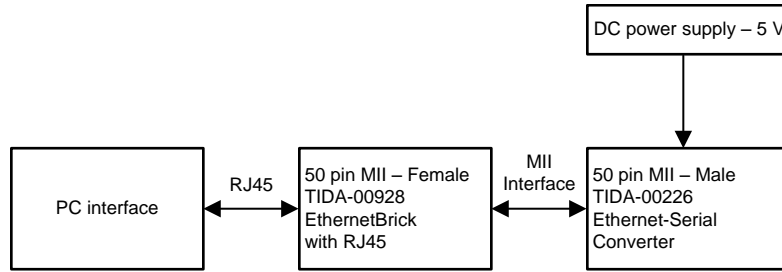 DC power supply – 5 V
PC interface
RJ45
50 pin MII – Female
TIDA-00928
EthernetBrick
with RJ45
MII
Interface
50 pin MII – Male
TIDA-00226
Ethernet-Serial
Converter